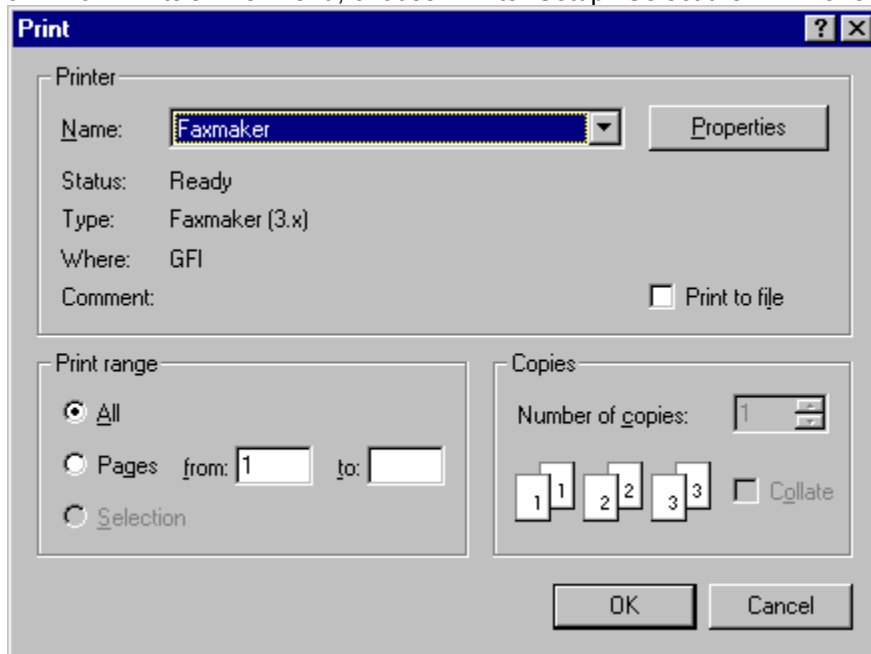 Print
Printer
Name: Faxmaker Properties
Status: Ready
Type: Faxmaker (3.x)
Where: GFI
Comment: Print to file
Print range
All
Pages from: 1 to:
Selection
Copies
Number of copies: 1
1 1 2 2 3 3 Collate
OK Cancel